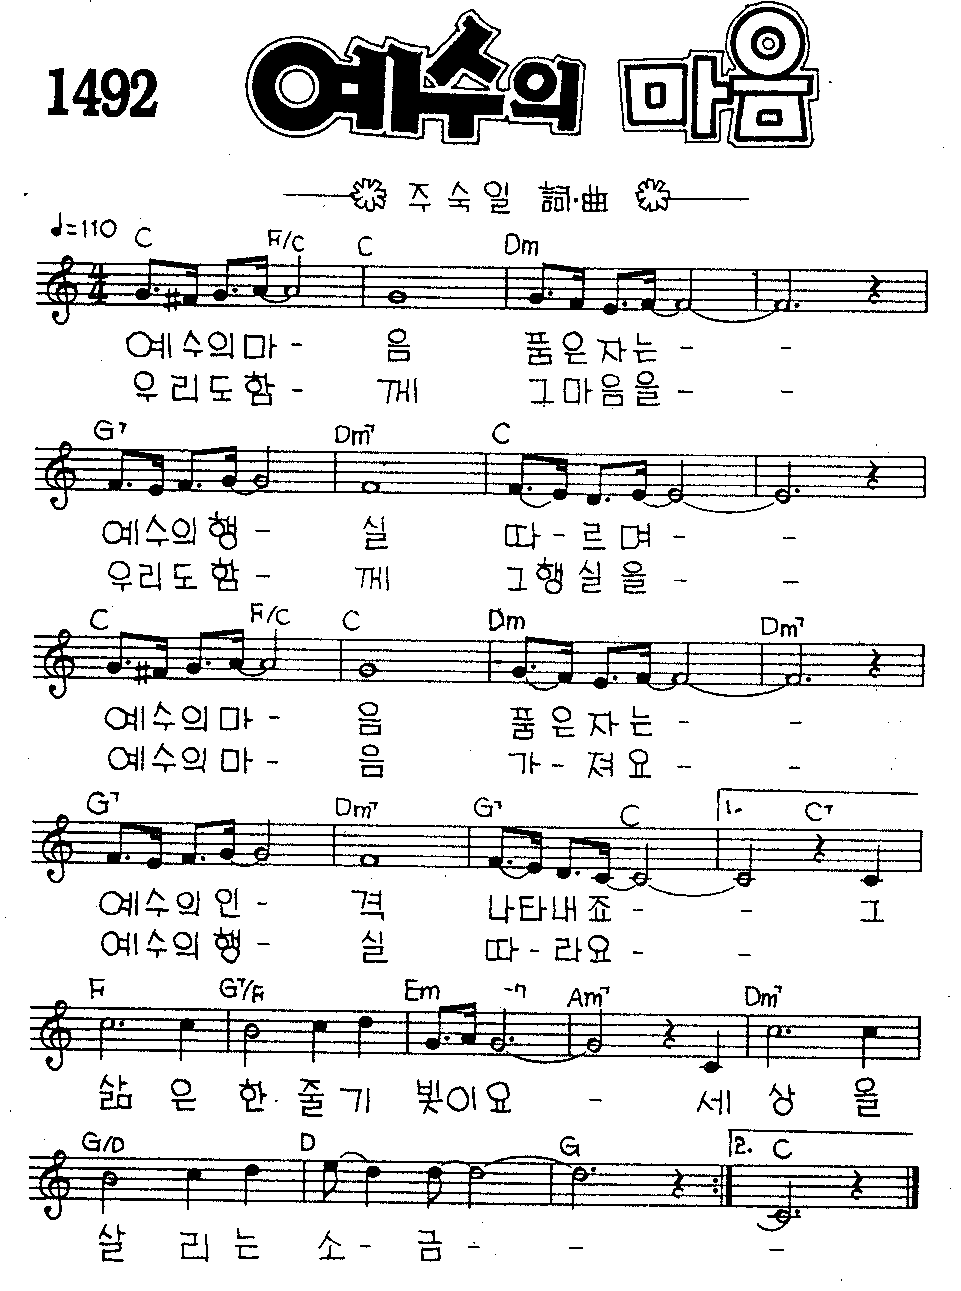 1492
예수의 마음
주숙일 詞·曲
♩=110 C F/C C Dm
예수의마- 음 품은자는- -
우리도함- 께 그마음을- -
G7 Dm7 C
예수의행- 실 따-르며- -
우리도함- 께 그행실을- -
C F/C C Dm Dm7
예수의마- 음 품은자는- -
예수의마- 음 가-져요- -
G7 Dm7 G7 C 1. C7
예수의인- 격 나타내죠- - 그
예수의행- 실 따-라요- -
F G7/F Em -7 Am7 Dm7
삶은 한 줄기 빛이요 - 세상을
G/D D G 2. C
살리는 소- 금- - -